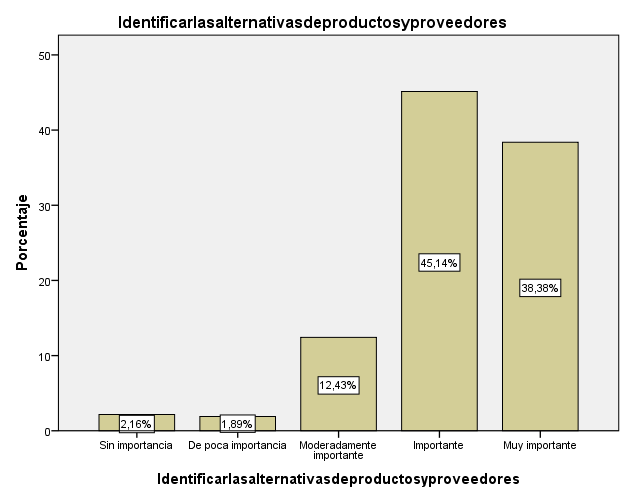 Identificarlasalternativasdeproductosyproveedores
Porcentaje
50
40
30
20
10
0
2,16%
1,89%
12,43%
45,14%
38,38%
Sin importancia
De poca importancia
Moderadamente
importante
Importante
Muy importante
Identificarlasalternativasdeproductosyproveedores